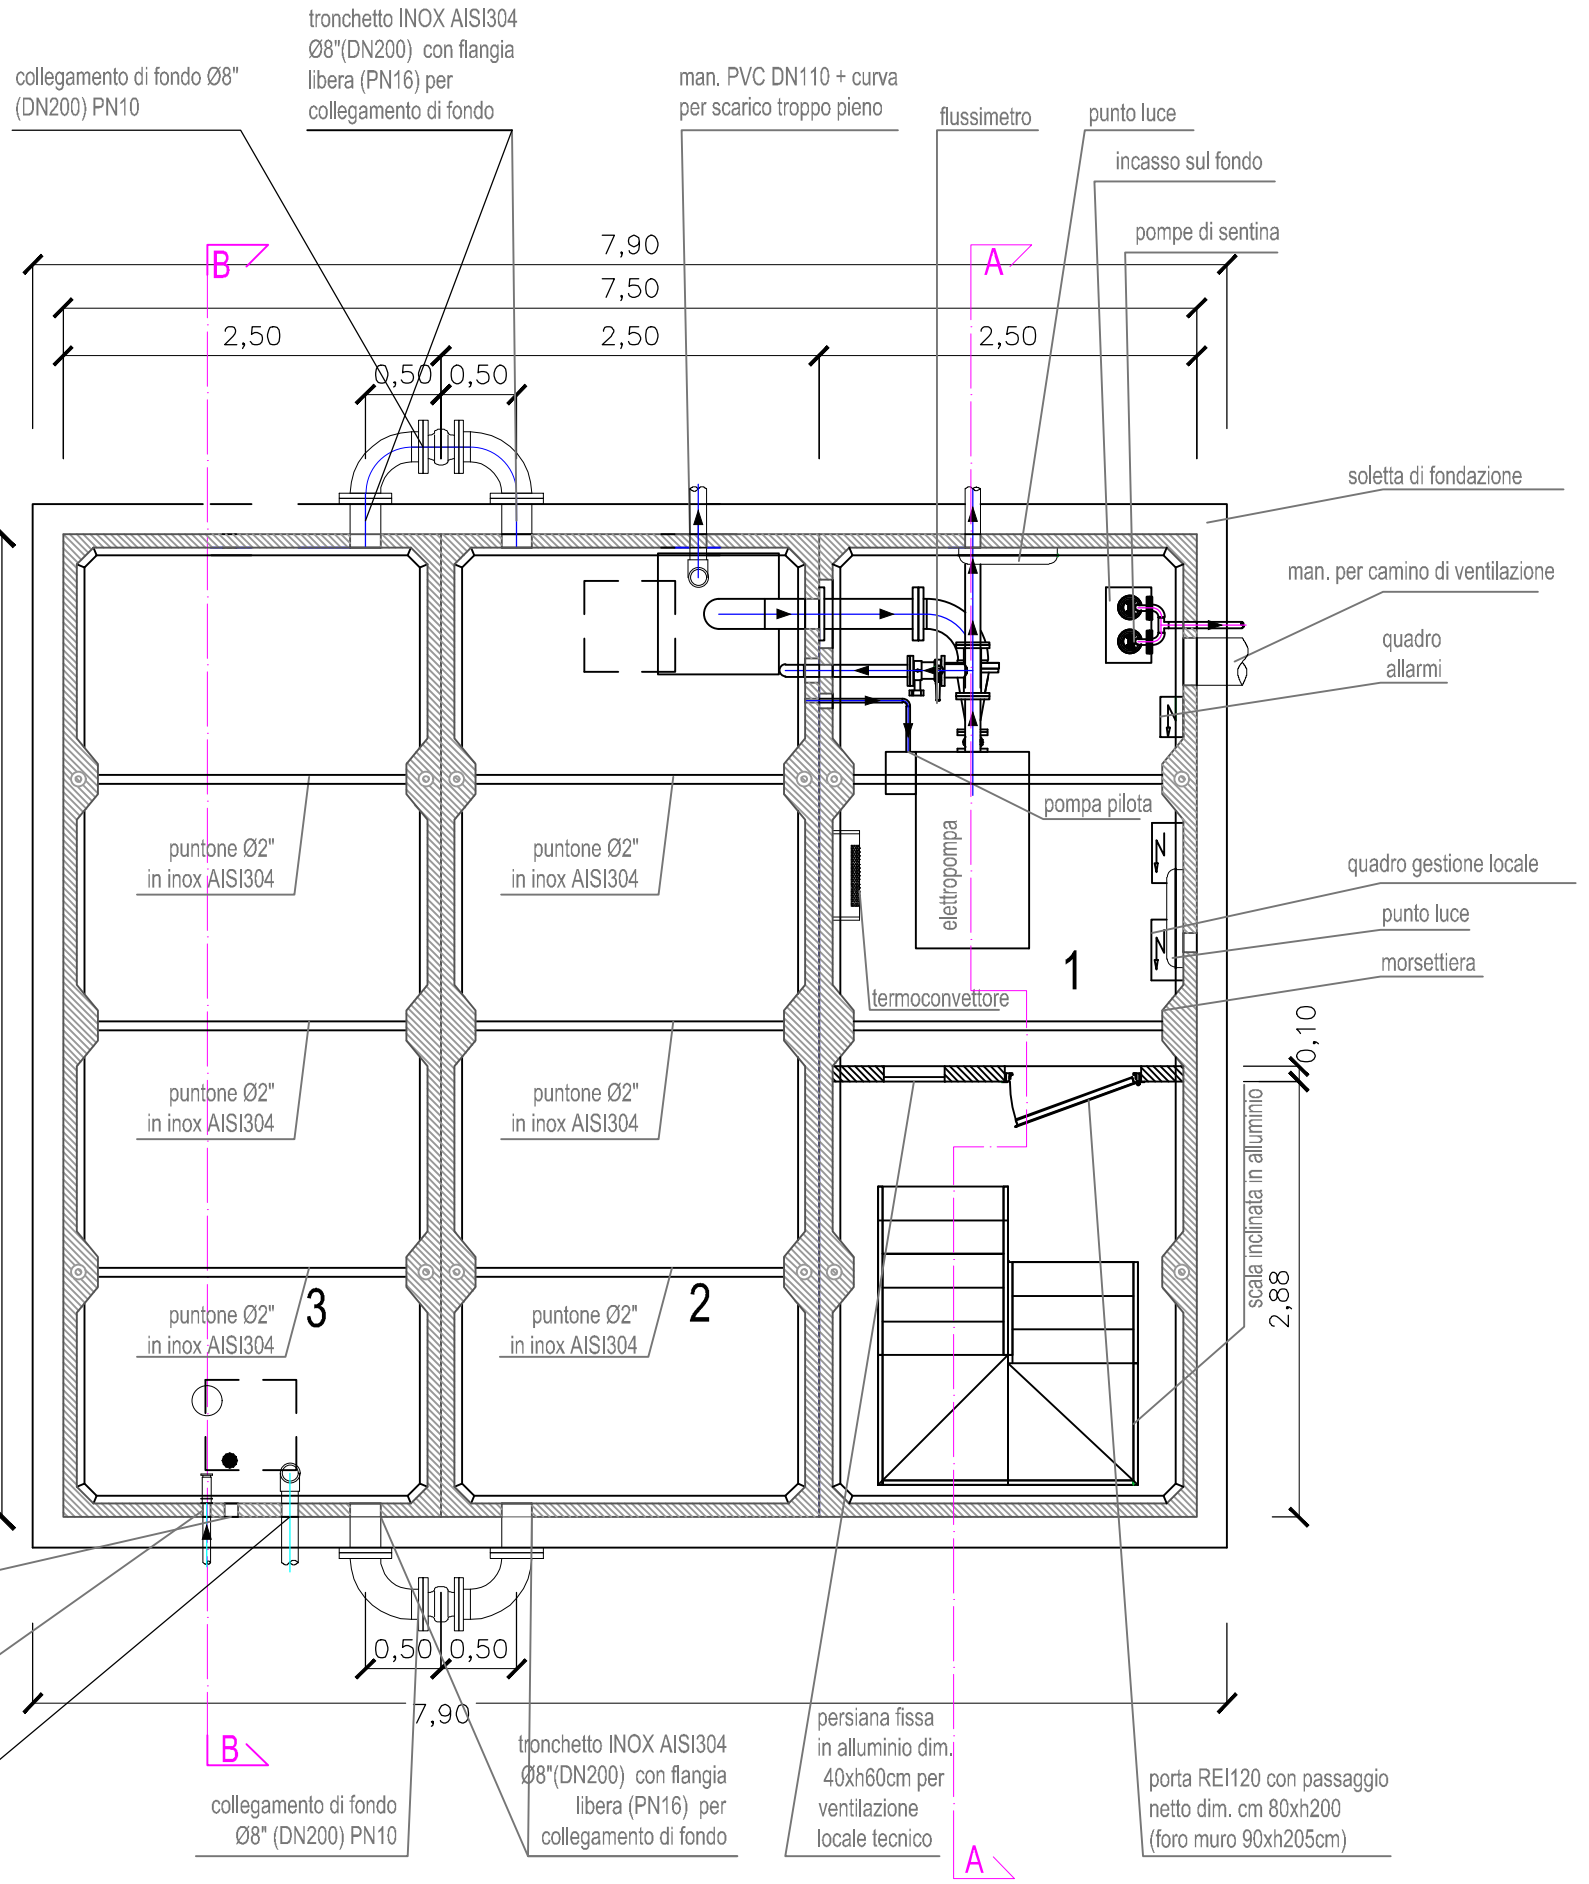 tronchetto INOX AISI304
Ø8"(DN200) con flangia
libera (PN16) per
collegamento di fondo
collegamento di fondo Ø8"
(DN200) PN10
man. PVC DN110 + curva
per scarico troppo pieno
flussimetro
punto luce
incasso sul fondo
pompe di sentina
B
A
7,90
7,50
2,50
2,50
2,50
0,50
0,50
soletta di fondazione
man. per camino di ventilazione
quadro
allarmi
pompa pilota
elettropompa
puntone Ø2"
in inox AISI304
puntone Ø2"
in inox AISI304
quadro gestione locale
punto luce
morsettiera
1
termoconvettore
0,10
puntone Ø2"
in inox AISI304
puntone Ø2"
in inox AISI304
scala inclinata in alluminio
2,88
3
2
puntone Ø2"
in inox AISI304
puntone Ø2"
in inox AISI304
0,50
0,50
7,90
B
tronchetto INOX AISI304
Ø8"(DN200) con flangia
libera (PN16) per
collegamento di fondo
collegamento di fondo
Ø8" (DN200) PN10
persiana fissa
in alluminio dim.
40xh60cm per
ventilazione
locale tecnico
A
porta REI120 con passaggio
netto dim. cm 80xh200
(foro muro 90xh205cm)